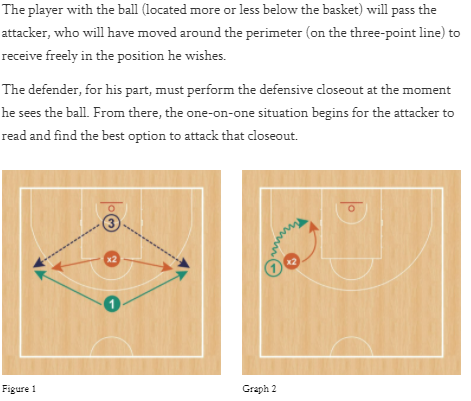 The player with the ball (located more or less below the basket) will pass the
attacker, who will have moved around the perimeter (on the three-point line) to
receive freely in the position he wishes.
The defender, for his part, must perform the defensive closeout at the moment
he sees the ball. From there, the one-on-one situation begins for the attacker to
read and find the best option to attack that closeout.
3
x2
1
x2
1
Figure 1
Graph 2